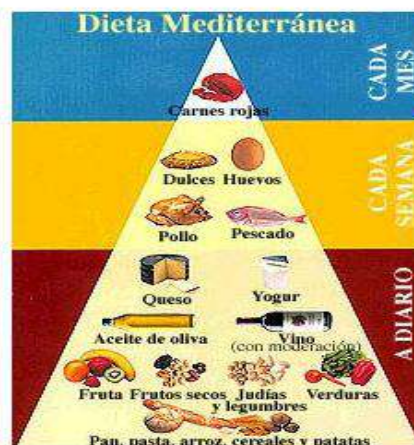 Dieta Mediterránea
CADA MES
Carnes rojas
CADA SEMANA
Dulces Huevos
Pollo Pescado
A DIARIO
Queso Yogur
Aceite de oliva Vino
(con moderación)
Fruta Frutos secos Judías Verduras
y legumbres
Pan, pasta, arroz, cereales y patatas